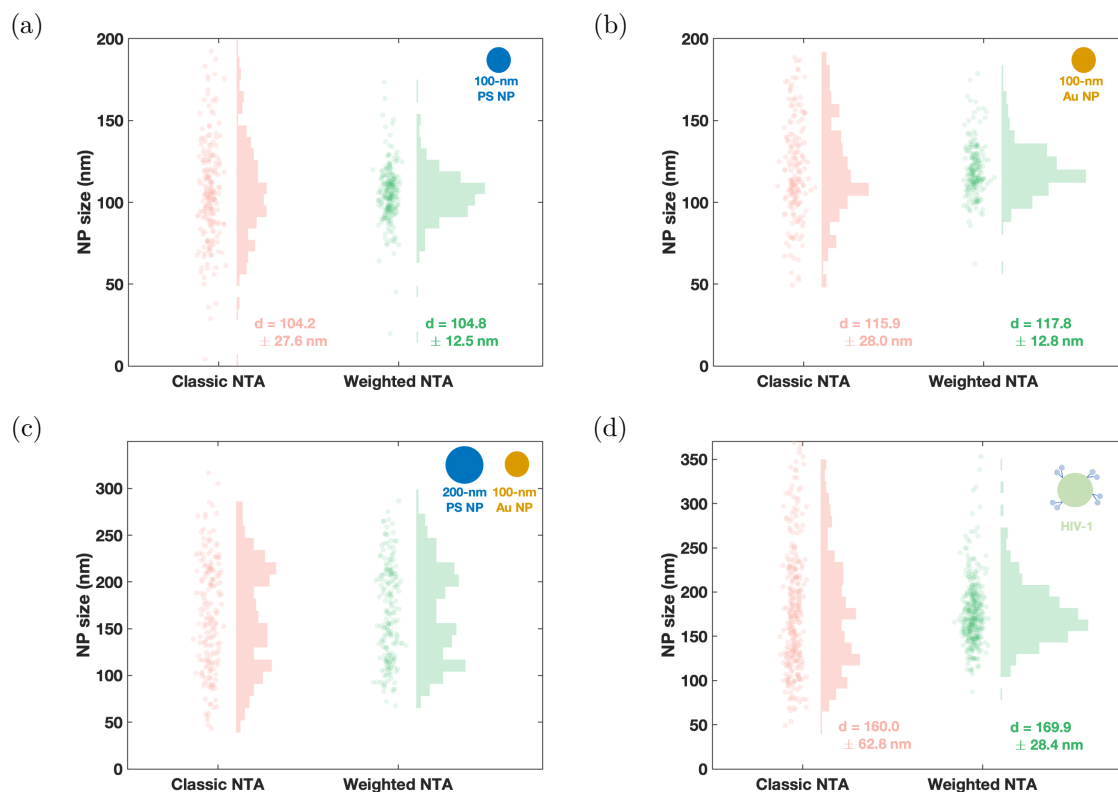 (a)
200
150
100
50
0
NP size (nm)
100-nm
PS NP
d = 104.2
± 27.6 nm
d = 104.8
± 12.5 nm
Classic NTA
Weighted NTA
(b)
200
150
100
50
0
NP size (nm)
100-nm
Au NP
d = 115.9
± 28.0 nm
d = 117.8
± 12.8 nm
Classic NTA
Weighted NTA
(c)
300
250
200
150
100
50
0
NP size (nm)
200-nm
PS NP
100-nm
Au NP
Classic NTA
Weighted NTA
(d)
350
300
250
200
150
100
50
0
NP size (nm)
HIV-1
d = 160.0
± 62.8 nm
d = 169.9
± 28.4 nm
Classic NTA
Weighted NTA